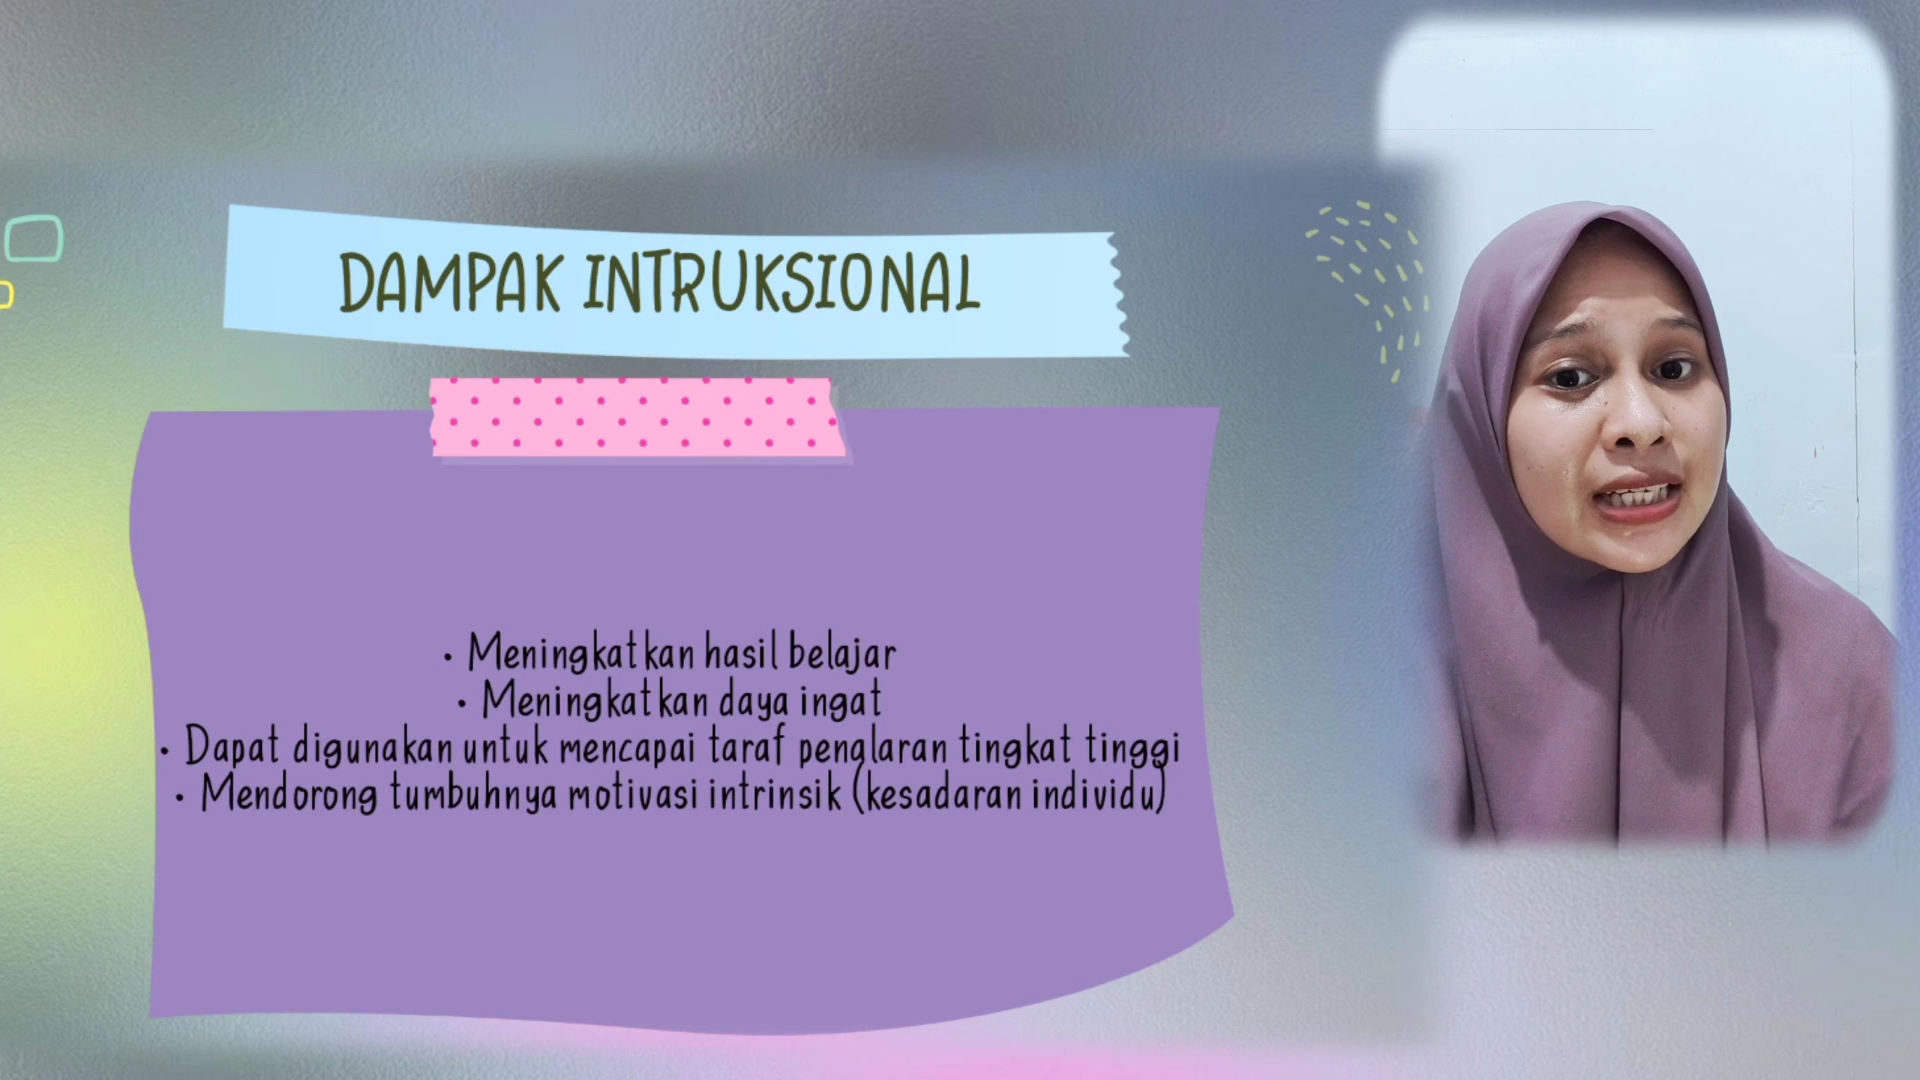 DAMPAK INTRUKSIONAL
• Meningkatkan hasil belajar
• Meningkatkan daya ingat
• Dapat digunakan untuk mencapai taraf penglaran tingkat tinggi
• Mendorong tumbuhnya motivasi intrinsik (kesadaran individu)